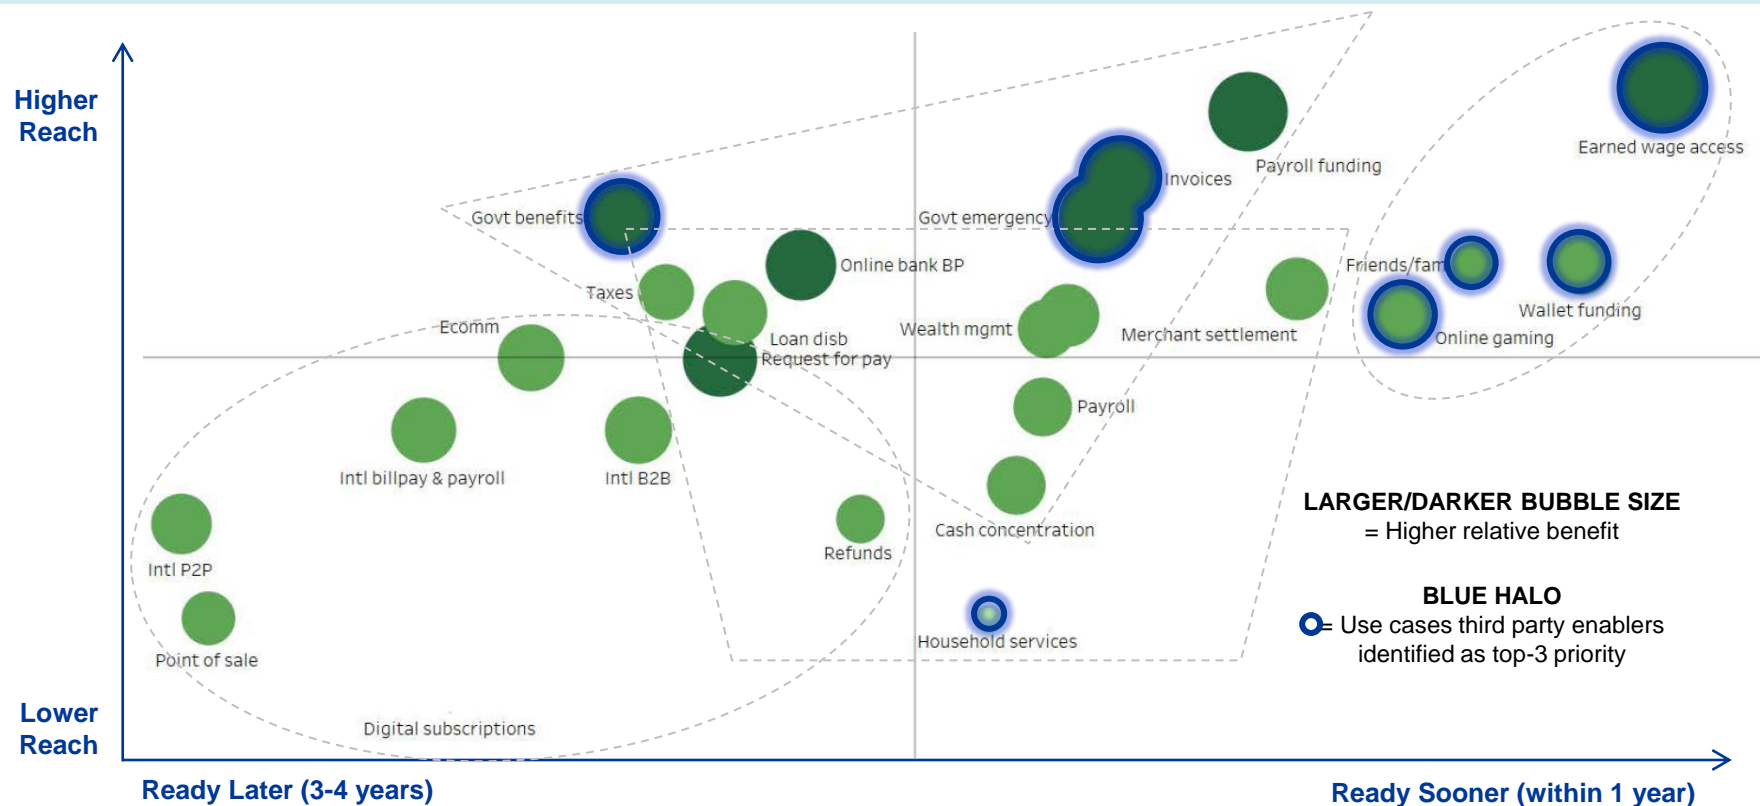 Higher
Reach
Earned wage access
Payroll funding
Invoices
Govt benefits
Govt emergency
Online bank BP
Friends/fam
Taxes
Wallet funding
Ecomm
Wealth mgmt
Merchant settlement
Loan disb
Online gaming
Request for pay
Payroll
Intl billpay & payroll
Intl B2B
LARGER/DARKER BUBBLE SIZE
= Higher relative benefit
Cash concentration
Refunds
Intl P2P
BLUE HALO
= Use cases third party enablers
identified as top-3 priority
Household services
Point of sale
Lower
Reach
Digital subscriptions
Ready Later (3-4 years)
Ready Sooner (within 1 year)